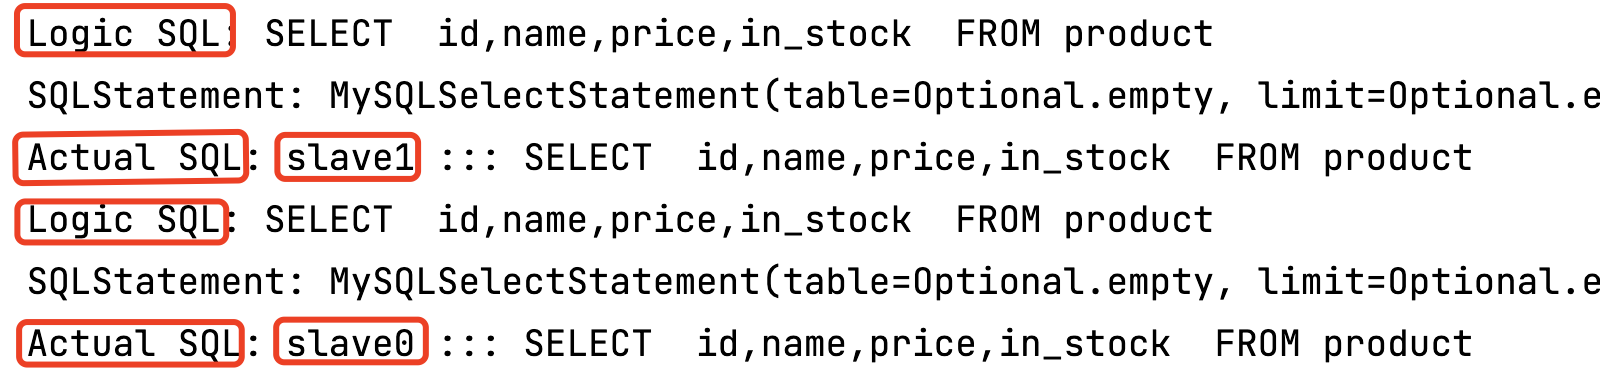 Logic SQL: SELECT  id,name,price,in_stock  FROM product
SQLStatement: MySQLSelectStatement(table=Optional.empty, limit=Optional.e
Actual SQL: slave1 ::: SELECT  id,name,price,in_stock  FROM product
Logic SQL: SELECT  id,name,price,in_stock  FROM product
SQLStatement: MySQLSelectStatement(table=Optional.empty, limit=Optional.e
Actual SQL: slave0 ::: SELECT  id,name,price,in_stock  FROM product